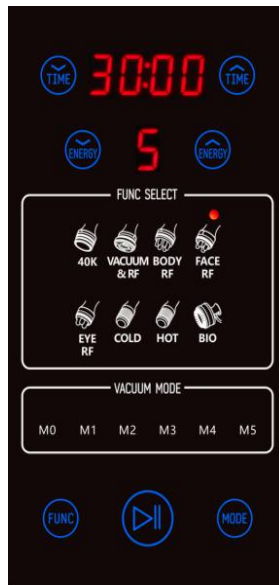 TIME 30:00 TIME
ENERGY 5 ENERGY
FUNC SELECT
40K VACUUM & RF BODY RF FACE RF
EYE RF COLD HOT BIO
VACUUM MODE
M0 M1 M2 M3 M4 M5
FUNC MODE